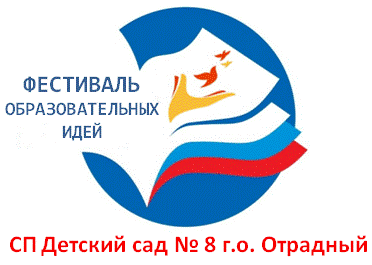 ФЕСТИВАЛЬ
ОБРАЗОВАТЕЛЬНЫХ
ИДЕЙ
СП Детский сад № 8 г.о. Отрадный